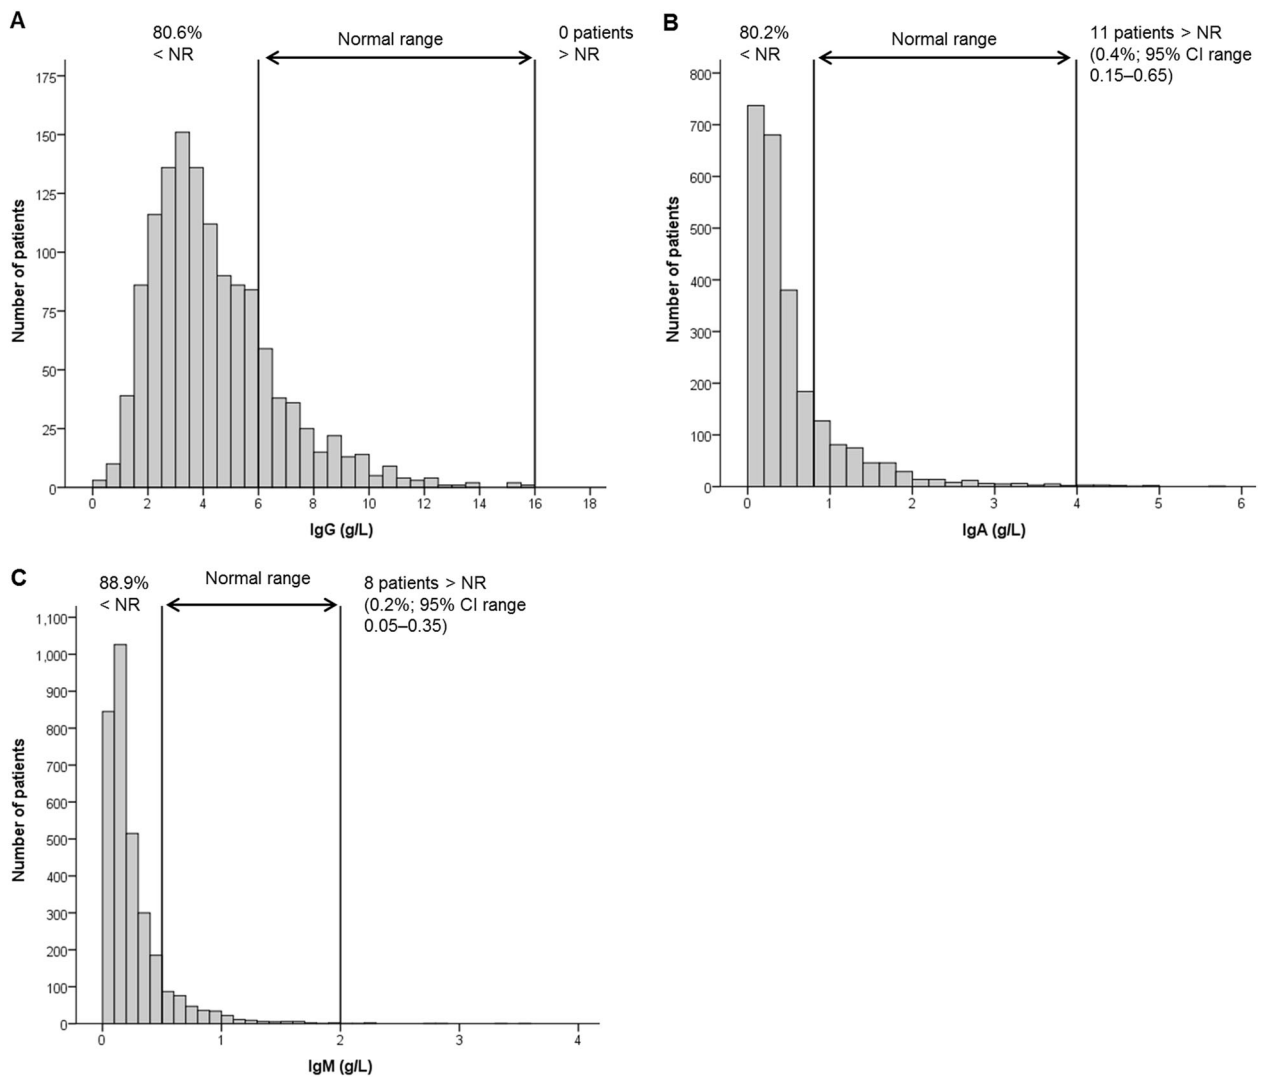 A
80.6%
< NR
Normal range
0 patients
> NR
175
150
125
100
75
50
25
0
Number of patients
0 2 4 6 8 10 12 14 16 18
IgG (g/L)
B
80.2%
< NR
Normal range
11 patients > NR
(0.4%; 95% CI range
0.15–0.65)
800
700
600
500
400
300
200
100
0
Number of patients
0 1 2 3 4 5 6
IgA (g/L)
C
88.9%
< NR
Normal range
8 patients > NR
(0.2%; 95% CI range
0.05–0.35)
1,100
1,000
900
800
700
600
500
400
300
200
100
0
Number of patients
0 1 2 3 4
IgM (g/L)